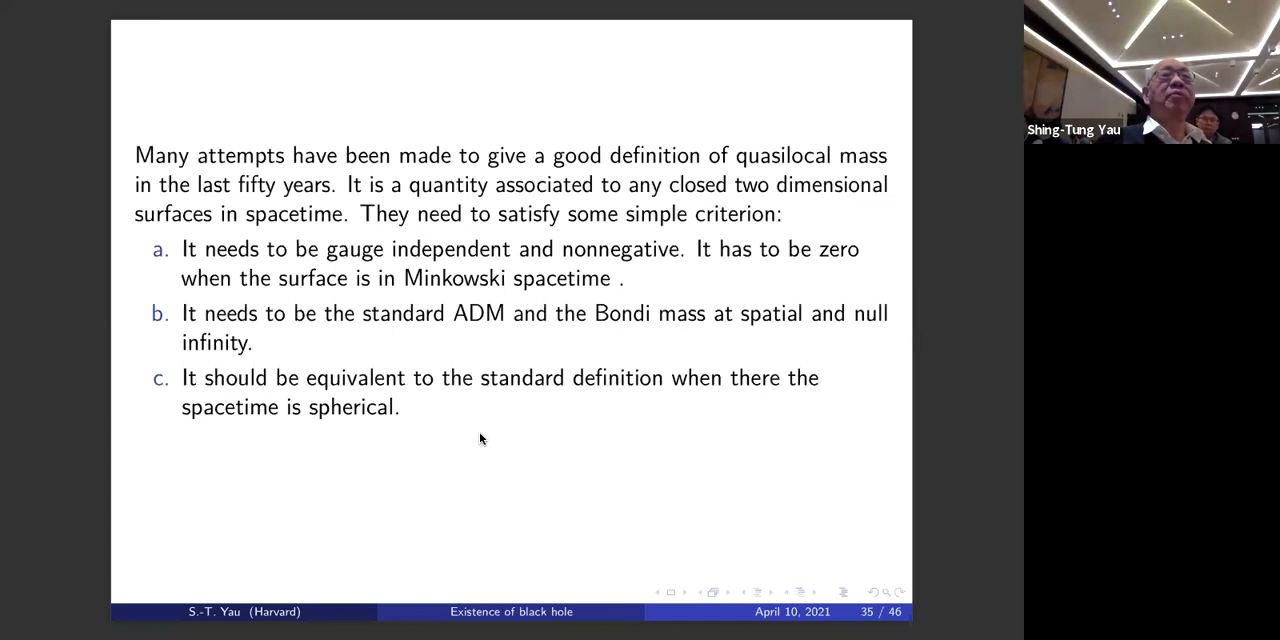 Many attempts have been made to give a good definition of quasilocal mass
in the last fifty years. It is a quantity associated to any closed two dimensional
surfaces in spacetime. They need to satisfy some simple criterion:
a. It needs to be gauge independent and nonnegative. It has to be zero
when the surface is in Minkowski spacetime .
b. It needs to be the standard ADM and the Bondi mass at spatial and null
infinity.
c. It should be equivalent to the standard definition when there the
spacetime is spherical.
S.-T. Yau (Harvard) Existence of black hole April 10, 2021 35 / 46
Shing-Tung Yau